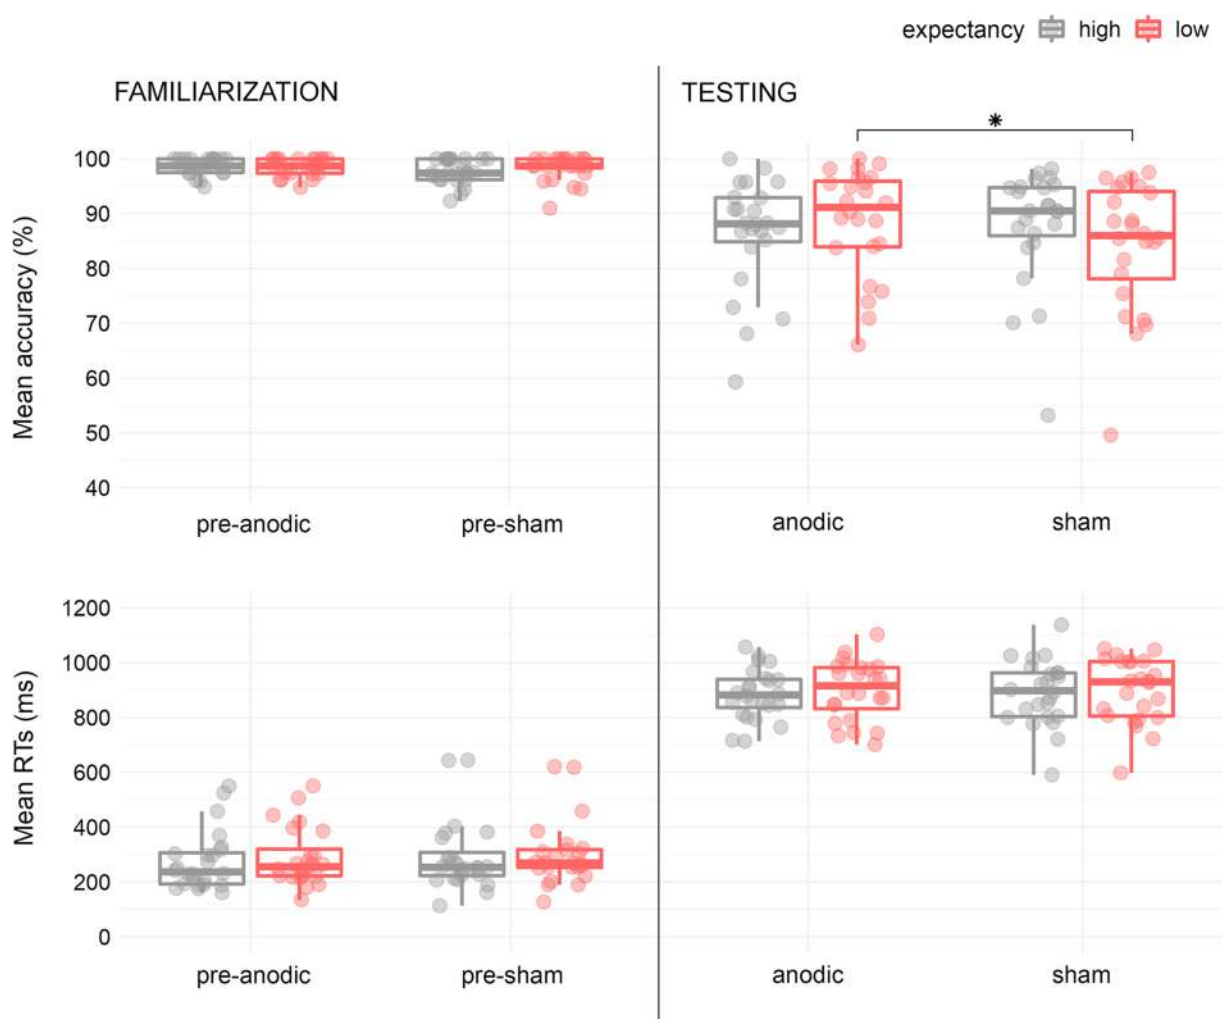 expectancy high low
FAMILIARIZATION
TESTING
*
Mean accuracy (%)
100
90
80
70
60
50
40
pre-anodic
pre-sham
anodic
sham
Mean RTs (ms)
1200
1000
800
600
400
200
0
pre-anodic
pre-sham
anodic
sham